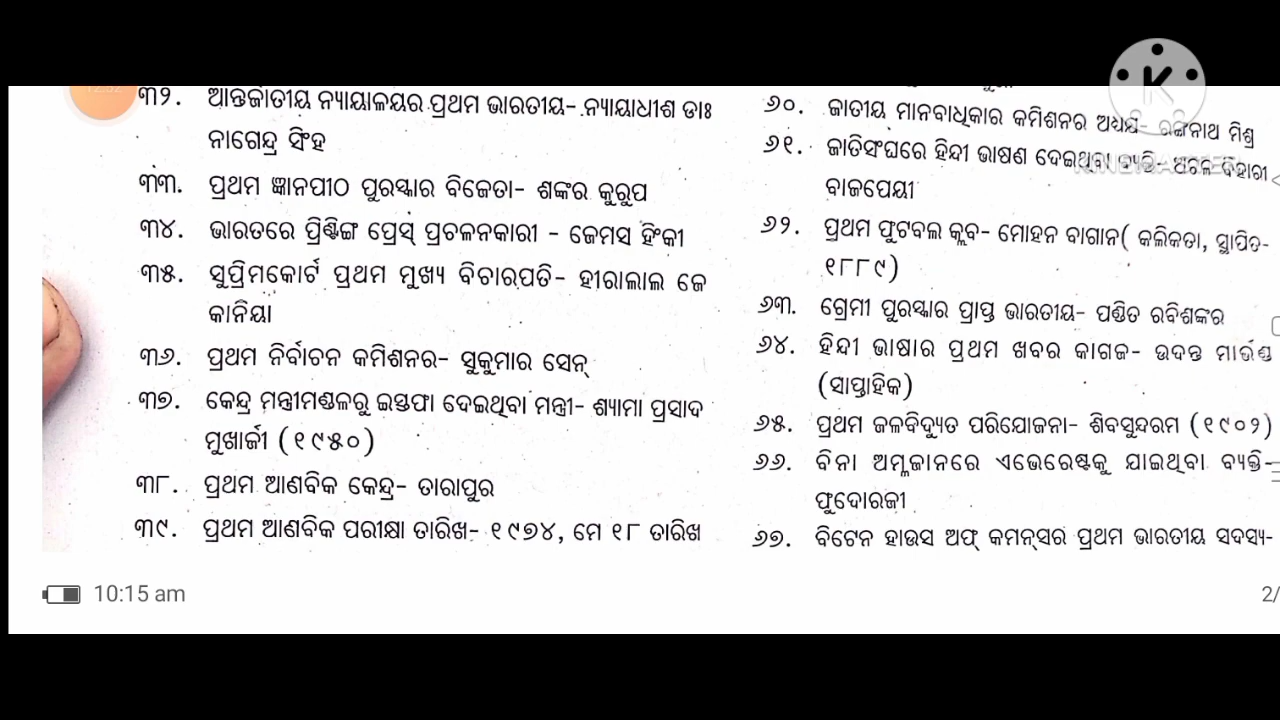 12:52
୩୨. ଆନ୍ତର୍ଜାତୀୟ ନ୍ୟାୟାଳୟର ପ୍ରଥମ ଭାରତୀୟ- ନ୍ୟାୟାଧୀଶ ଡାଃ
ନାଗେନ୍ଦ୍ର ସିଂହ
୩୩. ପ୍ରଥମ ଜ୍ଞାନପୀଠ ପୁରସ୍କାର ବିଜେତା- ଶଙ୍କର କୁରୁପ
୩୪. ଭାରତରେ ପ୍ରିଣ୍ଟିଙ୍ଗ ପ୍ରେସ୍ ପ୍ରଚଳନକାରୀ - ଜେମସ ହିଂକୀ
୩୫. ସୁପ୍ରିମକୋର୍ଟ ପ୍ରଥମ ମୁଖ୍ୟ ବିଚାରପତି- ହୀରାଲାଲ ଜେ
କାନିୟା
୩୬. ପ୍ରଥମ ନିର୍ବାଚନ କମିଶନର- ସୁକୁମାର ସେନ୍
୩୭. କେନ୍ଦ୍ର ମନ୍ତ୍ରୀମଣ୍ଡଳରୁ ଇସ୍ତଫା ଦେଇଥିବା ମନ୍ତ୍ରୀ- ଶ୍ୟାମା ପ୍ରସାଦ
ମୁଖାର୍ଜୀ (୧୯୫୦)
୩୮. ପ୍ରଥମ ଆଣବିକ କେନ୍ଦ୍ର- ତାରାପୁର
୩୯. ପ୍ରଥମ ଆଣବିକ ପରୀକ୍ଷା ତାରିଖ- ୧୯୭୪, ମେ ୧୮ ତାରିଖ
୬୦. ଜାତୀୟ ମାନବାଧିକାର କମିଶନର ଅଧ୍ୟକ୍ଷ- ରଙ୍ଗନାଥ ମିଶ୍ର
୬୧. ଜାତିସଂଘରେ ହିନ୍ଦୀ ଭାଷଣ ଦେଇଥିବା ବ୍ୟକ୍ତି- ଅଟଳ ବିହାରୀ
ବାଜପେୟୀ
୬୨. ପ୍ରଥମ ଫୁଟବଲ କ୍ଲବ- ମୋହନ ବାଗାନ( କଲିକତା, ସ୍ଥାପିତ-
୧୮୮୯)
୬୩. ଗ୍ରେମୀ ପୁରସ୍କାର ପ୍ରାପ୍ତ ଭାରତୀୟ- ପଣ୍ଡିତ ରବିଶଙ୍କର
୬୪. ହିନ୍ଦୀ ଭାଷାର ପ୍ରଥମ ଖବର କାଗଜ- ଉଦନ୍ତ ମାର୍ତ୍ତଣ୍ଡ
(ସାପ୍ତାହିକ)
୬୫. ପ୍ରଥମ ଜଳବିଦ୍ୟୁତ ପରିଯୋଜନା- ଶିବସୁନ୍ଦରମ (୧୯୦୨)
୬୬. ବିନା ଅମ୍ଳଜାନରେ ଏଭେରେଷ୍ଟକୁ ଯାଇଥିବା ବ୍ୟକ୍ତି-
ଫୁଦୋରଜୀ
୬୭. ବ୍ରିଟେନ ହାଉସ ଅଫ୍ କମନ୍ସର ପ୍ରଥମ ଭାରତୀୟ ସଦସ୍ୟ-
10:15 am
2/